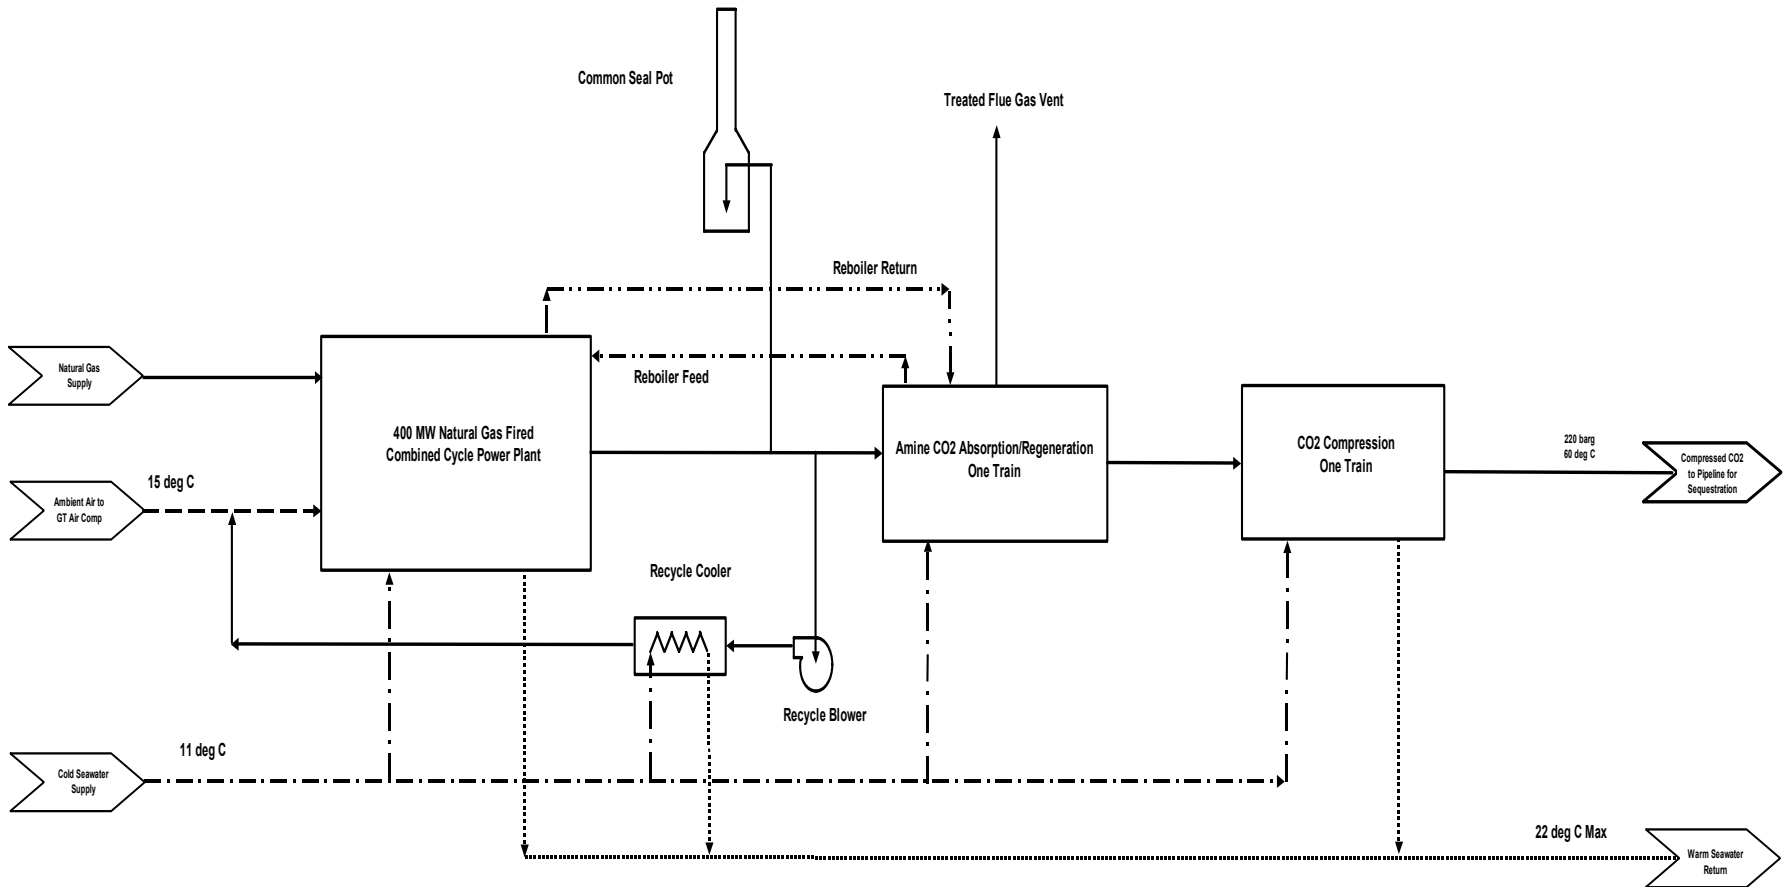 Common Seal Pot
Treated Flue Gas Vent
Reboiler Return
Natural Gas
Supply
Reboiler Feed
400 MW Natural Gas Fired
Combined Cycle Power Plant
Amine CO2 Absorption/Regeneration
One Train
CO2 Compression
One Train
220 barg
60 deg C
Compressed CO2
to Pipeline for
Sequestration
15 deg C
Ambient Air to
GT Air Comp
Recycle Cooler
Recycle Blower
11 deg C
Cold Seawater
Supply
22 deg C Max
Warm Seawater
Return